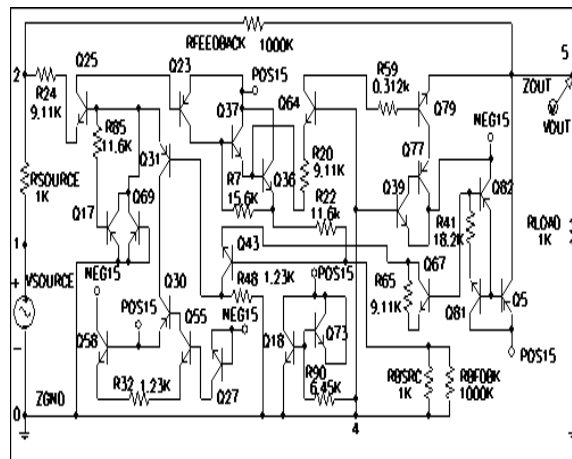 RFEEDBACK 1000K
5
Q25
Q23
POS15
R59
0.312K
ZOUT
2
R24
9.11K
Q37
Q64
Q79
VOUT
NEG15
R85
11.6K
Q31
Q77
R20
9.11K
RSOURCE
1K
R7
15.6K
Q36
Q39
Q82
Q17
Q69
R22
11.6k
R41
18.2K
RLOAD
1K
1
Q43
Q67
VSOURCE
NEG15
R48 1.23K
POS15
R65
9.11K
Q30
NEG15
Q81
Q5
+
POS15
Q58
Q55
Q18
Q73
R90
6.45K
POS15
-
R32 1.23K
Q27
RBSRC
1K
RBFDBK
1000K
0
ZGND
4